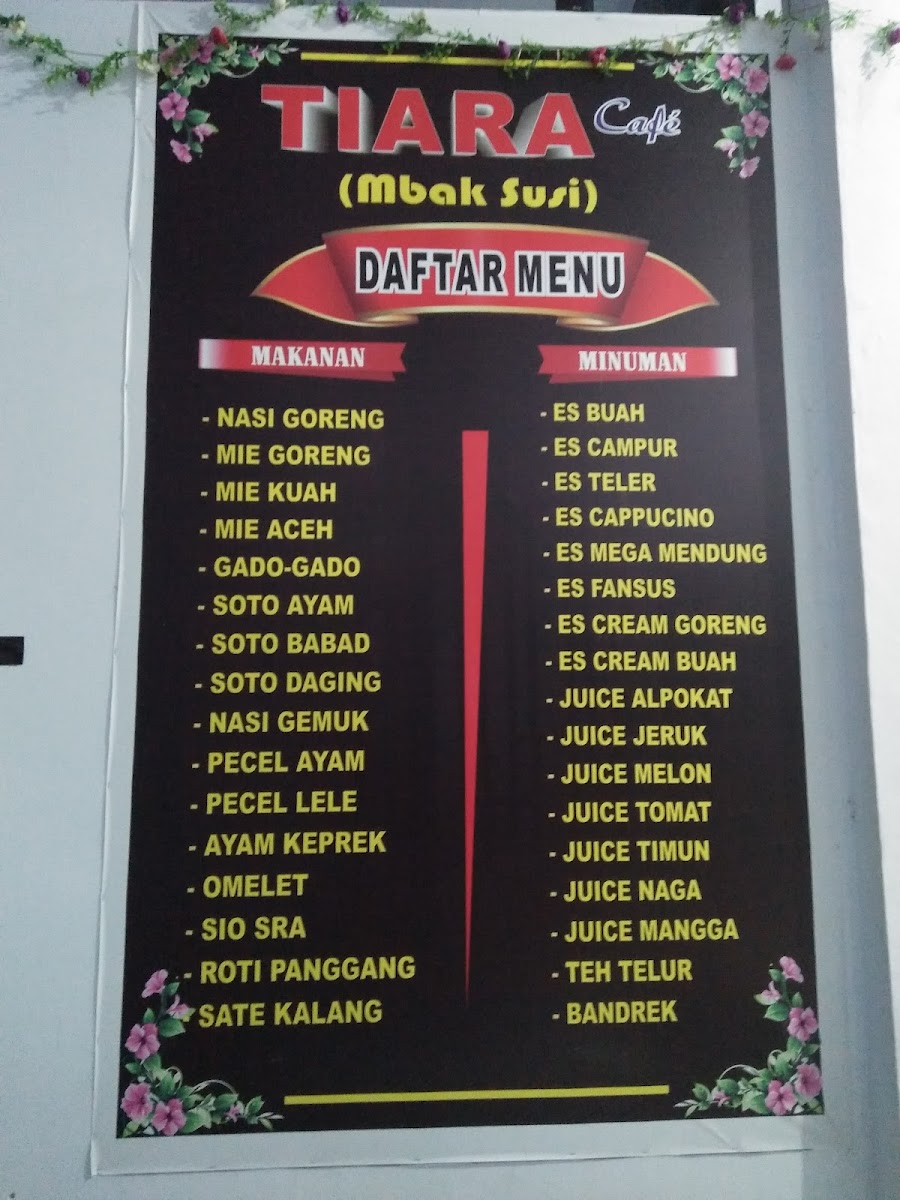 TIARA Café
(Mbak Susi)
DAFTAR MENU
MAKANAN
- NASI GORENG
- MIE GORENG
- MIE KUAH
- MIE ACEH
- GADO-GADO
- SOTO AYAM
- SOTO BABAD
- SOTO DAGING
- NASI GEMUK
- PECEL AYAM
- PECEL LELE
- AYAM KEPREK
- OMELET
- SIO SRA
- ROTI PANGGANG
- SATE KALANG
MINUMAN
- ES BUAH
- ES CAMPUR
- ES TELER
- ES CAPPUCINO
- ES MEGA MENDUNG
- ES FANSUS
- ES CREAM GORENG
- ES CREAM BUAH
- JUICE ALPOKAT
- JUICE JERUK
- JUICE MELON
- JUICE TOMAT
- JUICE TIMUN
- JUICE NAGA
- JUICE MANGGA
- TEH TELUR
- BANDREK